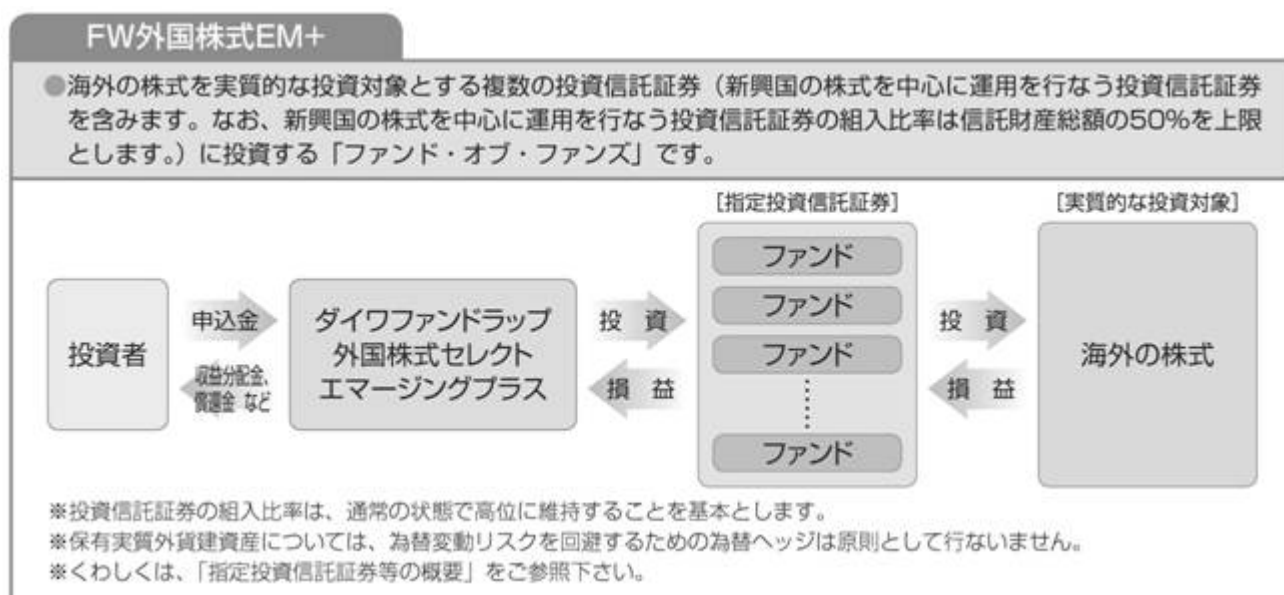 FW外国株式EM+
●海外の株式を実質的な投資対象とする複数の投資信託証券（新興国の株式を中心に運用を行なう投資信託証券
を含みます。なお、新興国の株式を中心に運用を行なう投資信託証券の組入比率は信託財産総額の50%を上限
とします。）に投資する「ファンド・オブ・ファンズ」です。
［指定投資信託証券］
［実質的な投資対象］
投資者
申込金
収益分配金、
償還金 など
ダイワファンドラップ
外国株式セレクト
エマージングプラス
投 資
損 益
ファンド
ファンド
ファンド
ファンド
投 資
損 益
海外の株式
※投資信託証券の組入比率は、通常の状態で高位に維持することを基本とします。
※保有実質外貨建資産については、為替変動リスクを回避するための為替ヘッジは原則として行ないません。
※くわしくは、「指定投資信託証券等の概要」をご参照下さい。